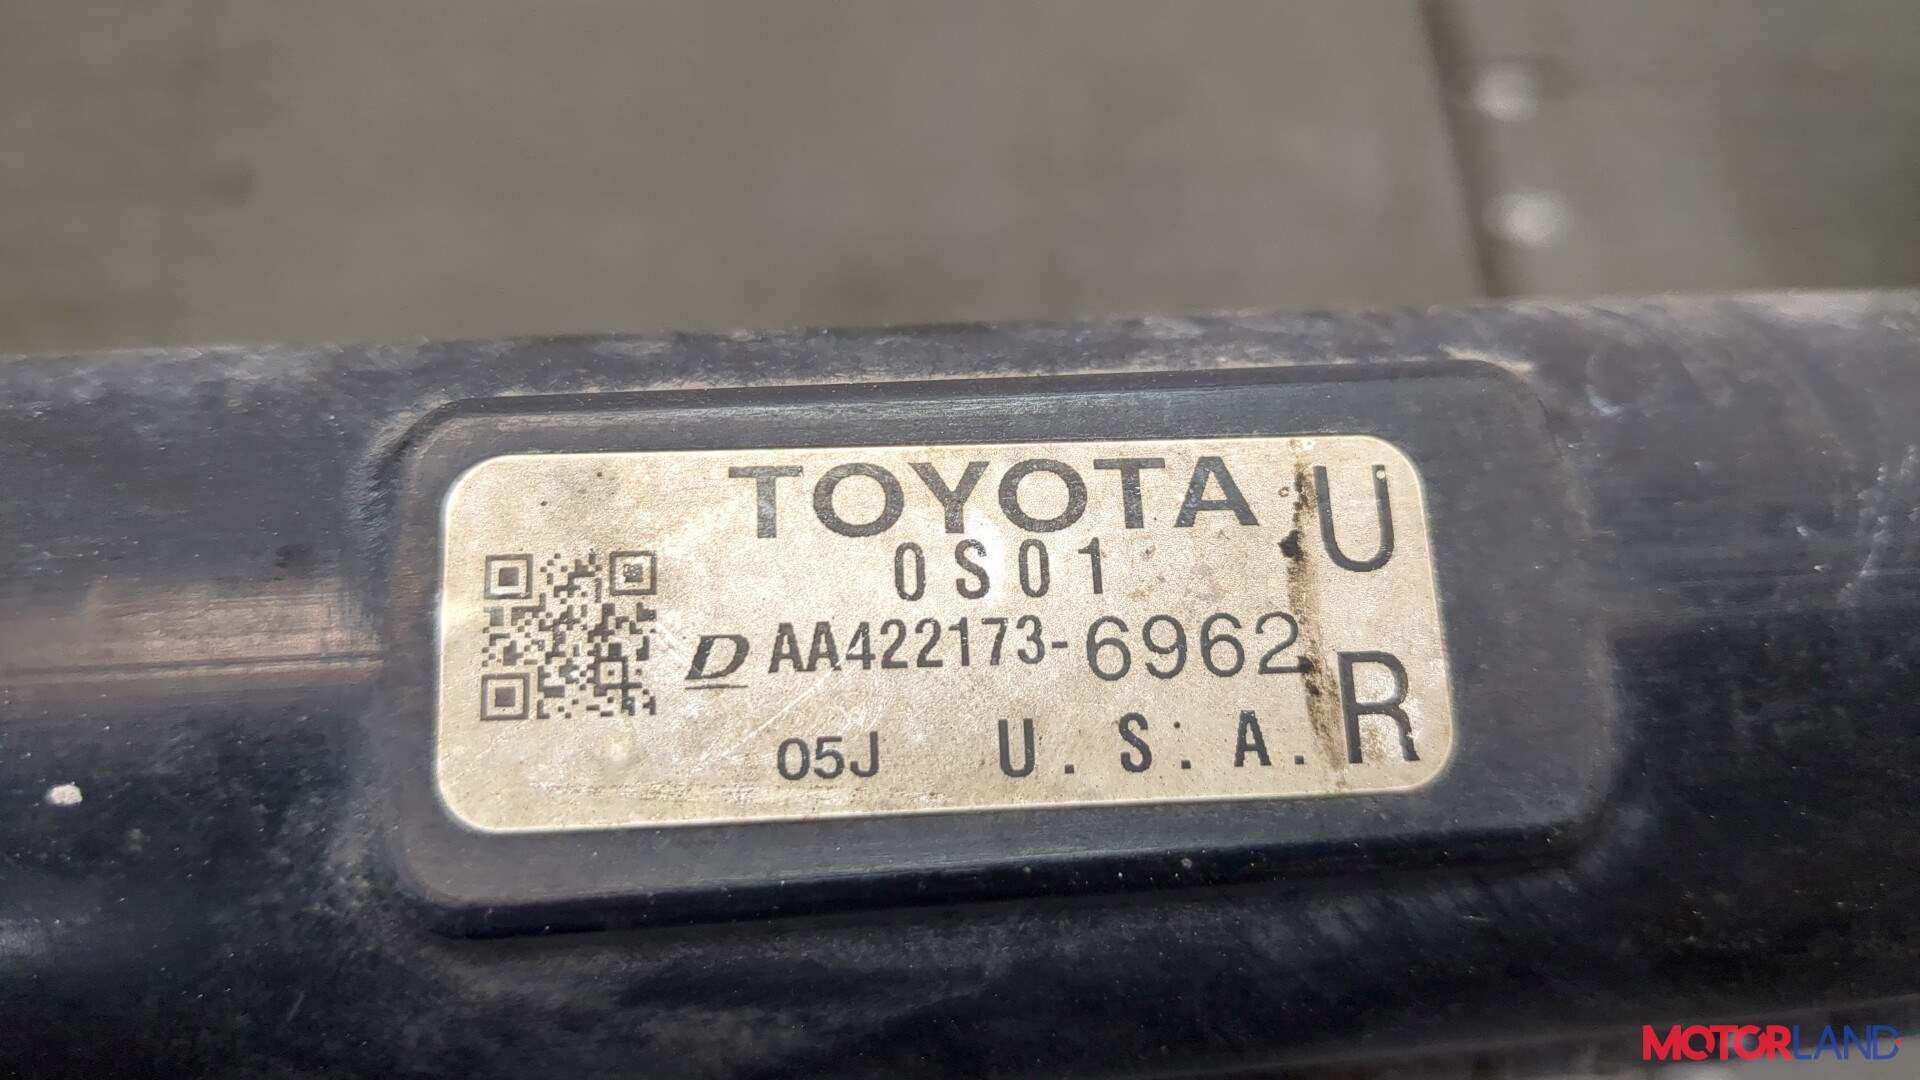 TOYOTA U
0S01
D AA422173-6962
R
05J U.S.A.
MOTORLAND